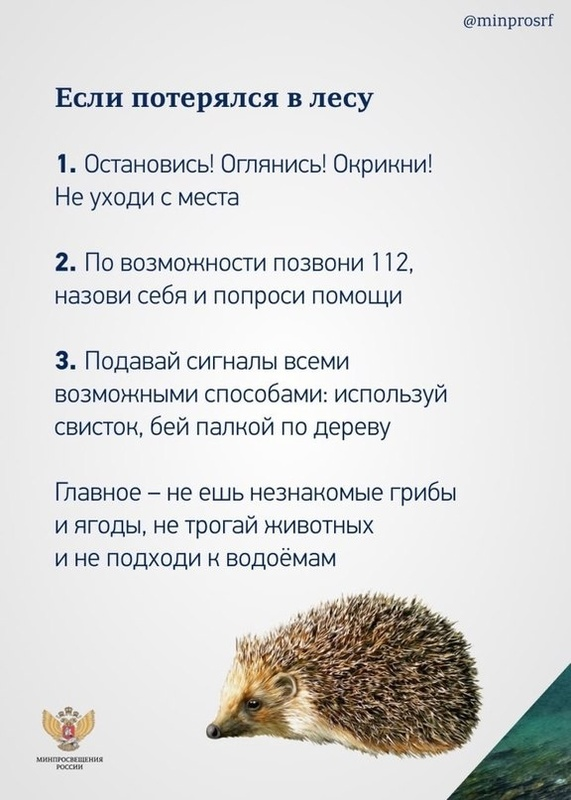 @minprosrf
Если потерялся в лесу
1. Остановись! Оглянись! Окрикни!
Не уходи с места
2. По возможности позвони 112,
назови себя и попроси помощи
3. Подавай сигналы всеми
возможными способами: используй
свисток, бей палкой по дереву
Главное – не ешь незнакомые грибы
и ягоды, не трогай животных
и не подходи к водоёмам
МИНПРОСВЕЩЕНИЯ
РОССИИ